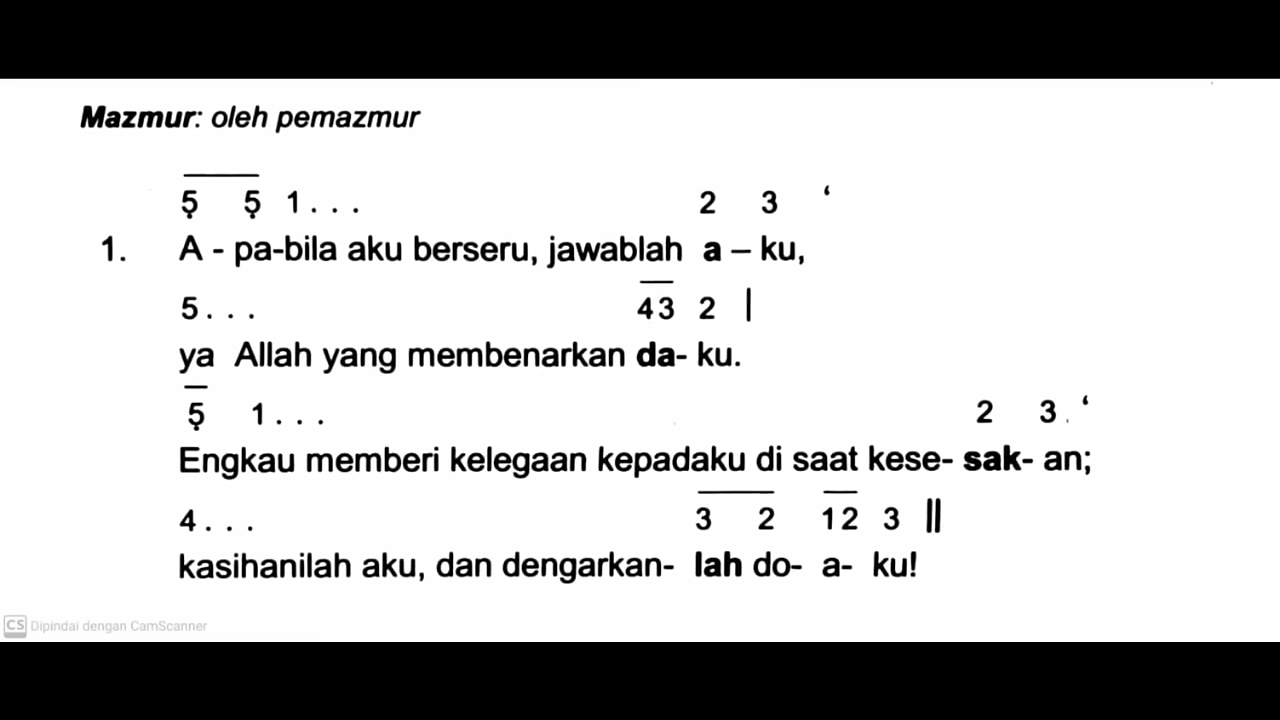 Mazmur: oleh pemazmur
5̣ 5̣ 1 . . . 2 3 ‘
1. A - pa-bila aku berseru, jawablah a – ku,
5 . . . 43 2 |
ya Allah yang membenarkan da- ku.
5̣ 1 . . . 2 3 ‘
Engkau memberi kelegaan kepadaku di saat kese- sak- an;
4 . . . 3 2 12 3 ||
kasihanilah aku, dan dengarkan- lah do- a- ku!
CS Dipindai dengan CamScanner